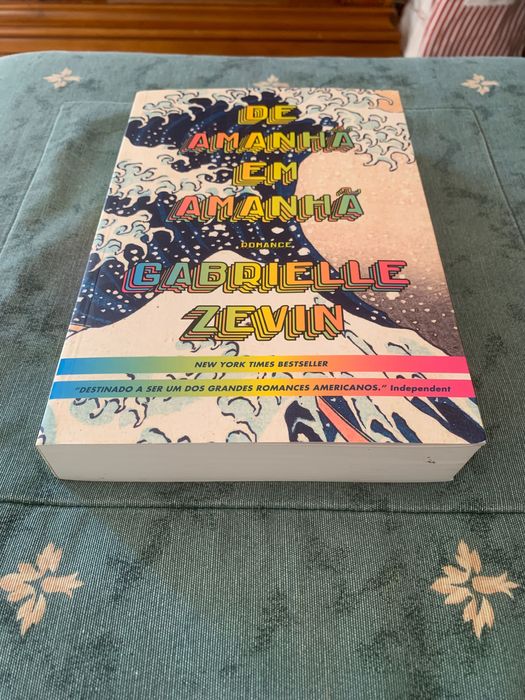 DE
AMANHÃ
EM
AMANHÃ
ROMANCE
GABRIELLE
ZEVIN
NEW YORK TIMES BESTSELLER
"DESTINADO A SER UM DOS GRANDES ROMANCES AMERICANOS." Independent